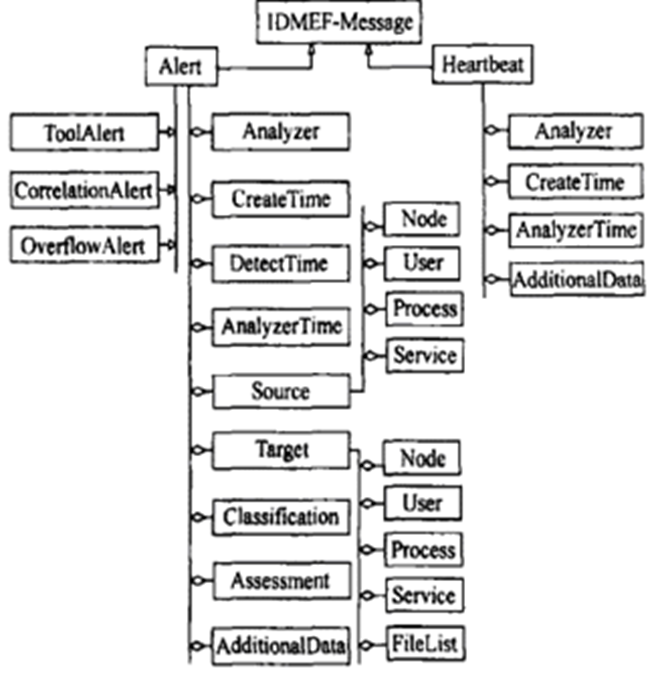 IDMEF-Message
Alert
Heartbeat
ToolAlert
CorrelationAlert
OverflowAlert
Analyzer
CreateTime
DetectTime
AnalyzerTime
Source
Target
Classification
Assessment
AdditionalData
Node
User
Process
Service
Node
User
Process
Service
FileList
Analyzer
CreateTime
AnalyzerTime
AdditionalData